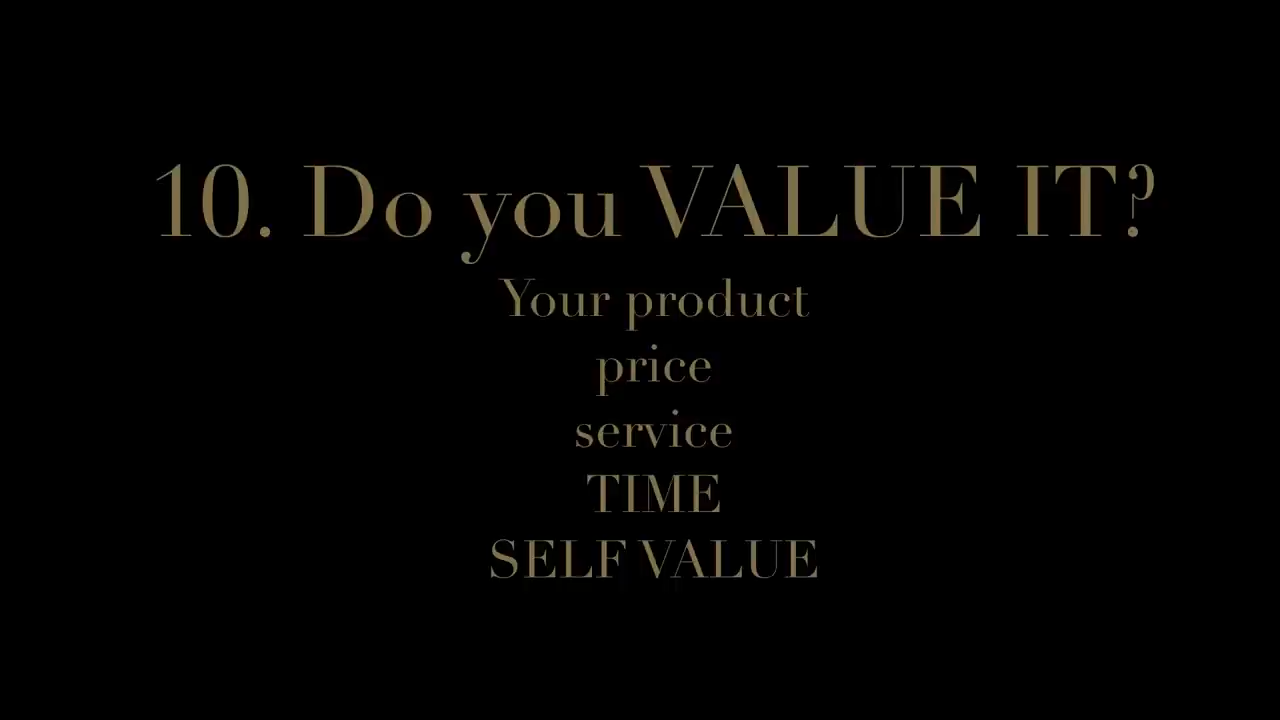 10. Do you VALUE IT?
Your product
price
service
TIME
SELF VALUE